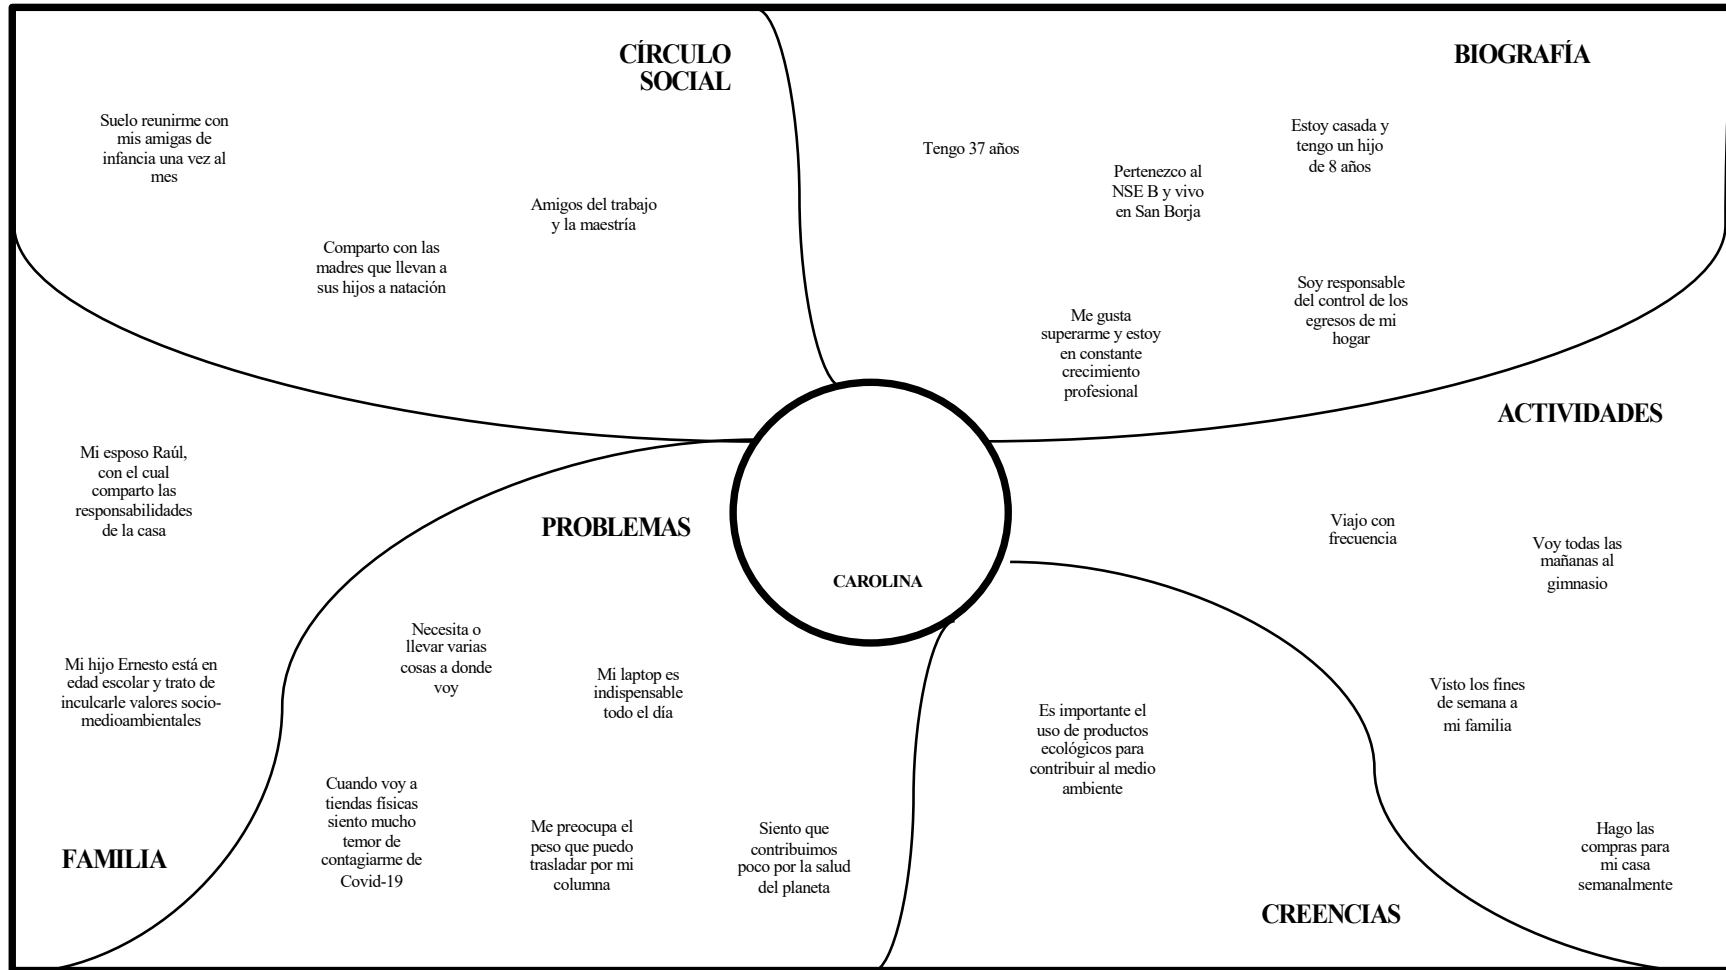 CÍRCULO
SOCIAL
Suelo reunirme con
mis amigas de
infancia una vez al
mes
Amigos del trabajo
y la maestría
Comparto con las
madres que llevan a
sus hijos a natación
BIOGRAFÍA
Tengo 37 años
Pertenezco al
NSE B y vivo
en San Borja
Estoy casada y
tengo un hijo
de 8 años
Me gusta
superarme y estoy
en constante
crecimiento
profesional
Soy responsable
del control de los
egresos de mi
hogar
Mi esposo Raúl,
con el cual
comparto las
responsabilidades
de la casa
Mi hijo Ernesto está en
edad escolar y trato de
inculcarle valores socio-
medioambientales
FAMILIA
PROBLEMAS
Necesita o
llevar varias
cosas a donde
voy
Mi laptop es
indispensable
todo el día
Cuando voy a
tiendas físicas
siento mucho
temor de
contagiarme de
Covid-19
Me preocupa el
peso que puedo
trasladar por mi
columna
Siento que
contribuimos
poco por la salud
del planeta
CAROLINA
Es importante el
uso de productos
ecológicos para
contribuir al medio
ambiente
CREENCIAS
ACTIVIDADES
Viajo con
frecuencia
Voy todas las
mañanas al
gimnasio
Visto los fines
de semana a
mi familia
Hago las
compras para
mi casa
semanalmente